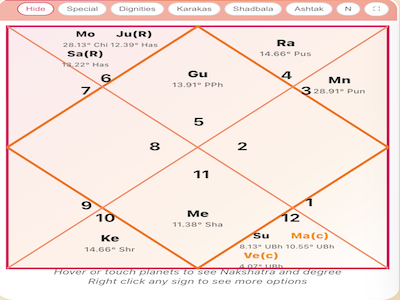 Hide Special Dignities Karakas Shadbala Ashtak N
Mo Ju(R)
28.13° Chi 12.39° Has
Sa(R)
13.22° Has
Ra
14.66° Pus
Gu
13.91° PPh
6
7
4
3
Mn
28.91° Pun
5
8
2
11
9
10
1
12
Me
11.38° Sha
Ke
14.66° Shr
Su Ma(c)
8.13° UBh 10.55° UBh
Ve(c)
4.07° UBh
Hover or touch planets to see Nakshatra and degree
Right click any sign to see more options